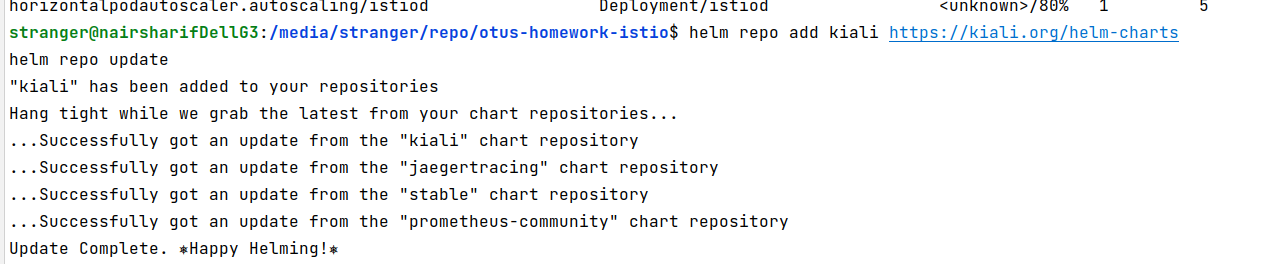 horizontalpodautoscaler.autoscaling/istiod Deployment/istiod <unknown>/80% 1 5
stranger@nairsharifDellG3:/media/stranger/repo/otus-homework-istio$ helm repo add kiali https://kiali.org/helm-charts
helm repo update
"kiali" has been added to your repositories
Hang tight while we grab the latest from your chart repositories...
...Successfully got an update from the "kiali" chart repository
...Successfully got an update from the "jaegertracing" chart repository
...Successfully got an update from the "stable" chart repository
...Successfully got an update from the "prometheus-community" chart repository
Update Complete. ⎈Happy Helming!⎈